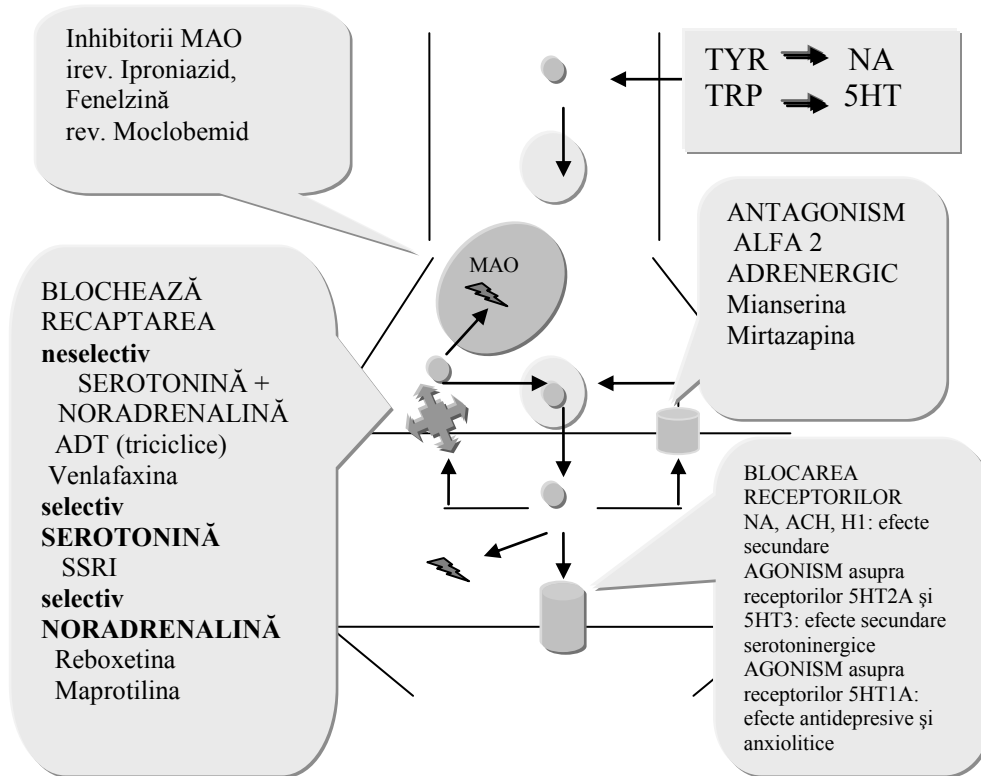 Inhibitorii MAO
irev. Iproniazid,
Fenelzină
rev. Moclobemid
TYR NA
TRP 5HT
ANTAGONISM
ALFA 2
ADRENERGIC
Mianserina
Mirtazapina
MAO
BLOCHEAZĂ
RECAPTAREA
neselectiv
SEROTONINĂ +
NORADRENALINĂ
ADT (triciclice)
Venlafaxina
selectiv
SEROTONINĂ
SSRI
selectiv
NORADRENALINĂ
Reboxetina
Maprotilina
BLOCAREA
RECEPTORILOR
NA, ACH, H1: efecte
secundare
AGONISM asupra
receptorilor 5HT2A şi
5HT3: efecte secundare
serotoninergice
AGONISM asupra
receptorilor 5HT1A:
efecte antidepresive şi
anxiolitice